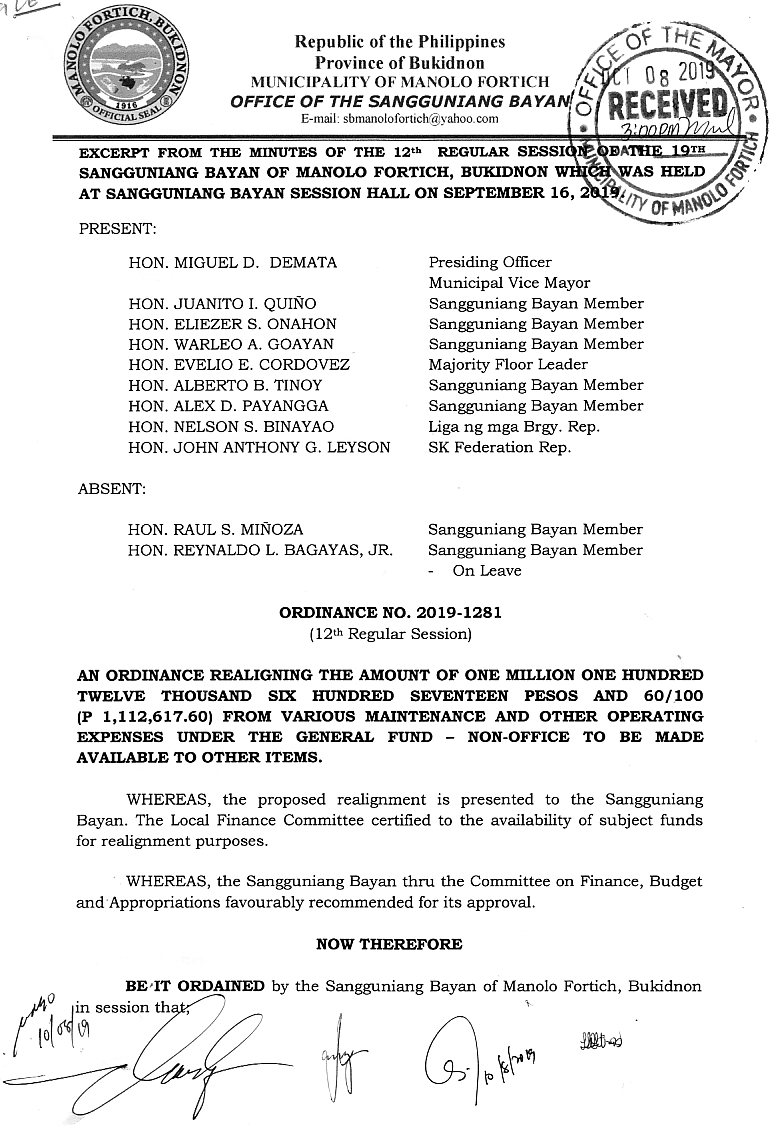 MANOLO FORTICH, BUKIDNON
1916
OFFICIAL SEAL
Republic of the Philippines
Province of Bukidnon
MUNICIPALITY OF MANOLO FORTICH
OFFICE OF THE SANGGUNIANG BAYAN
E-mail: sbmanolofortich@yahoo.com
OFFICE OF THE MAYOR
08 2019
RECEIVED
3:00PM
MUNICIPALITY OF MANOLO FORTICH
EXCERPT FROM THE MINUTES OF THE 12th REGULAR SESSION OF THE 19TH
SANGGUNIANG BAYAN OF MANOLO FORTICH, BUKIDNON WHICH WAS HELD
AT SANGGUNIANG BAYAN SESSION HALL ON SEPTEMBER 16, 2019.
PRESENT:
HON. MIGUEL D. DEMATA Presiding Officer
Municipal Vice Mayor
HON. JUANITO I. QUIÑO Sangguniang Bayan Member
HON. ELIEZER S. ONAHON Sangguniang Bayan Member
HON. WARLEO A. GOAYAN Sangguniang Bayan Member
HON. EVELIO E. CORDOVEZ Majority Floor Leader
HON. ALBERTO B. TINOY Sangguniang Bayan Member
HON. ALEX D. PAYANGGA Sangguniang Bayan Member
HON. NELSON S. BINAYAO Liga ng mga Brgy. Rep.
HON. JOHN ANTHONY G. LEYSON SK Federation Rep.
ABSENT:
HON. RAUL S. MIÑOZA Sangguniang Bayan Member
HON. REYNALDO L. BAGAYAS, JR. Sangguniang Bayan Member
- On Leave
ORDINANCE NO. 2019-1281
(12th Regular Session)
AN ORDINANCE REALIGNING THE AMOUNT OF ONE MILLION ONE HUNDRED
TWELVE THOUSAND SIX HUNDRED SEVENTEEN PESOS AND 60/100
(P 1,112,617.60) FROM VARIOUS MAINTENANCE AND OTHER OPERATING
EXPENSES UNDER THE GENERAL FUND – NON-OFFICE TO BE MADE
AVAILABLE TO OTHER ITEMS.
WHEREAS, the proposed realignment is presented to the Sangguniang
Bayan. The Local Finance Committee certified to the availability of subject funds
for realignment purposes.
WHEREAS, the Sangguniang Bayan thru the Committee on Finance, Budget
and Appropriations favourably recommended for its approval.
NOW THEREFORE
BE IT ORDAINED by the Sangguniang Bayan of Manolo Fortich, Bukidnon
in session that;
10/08/19
10/8/2019